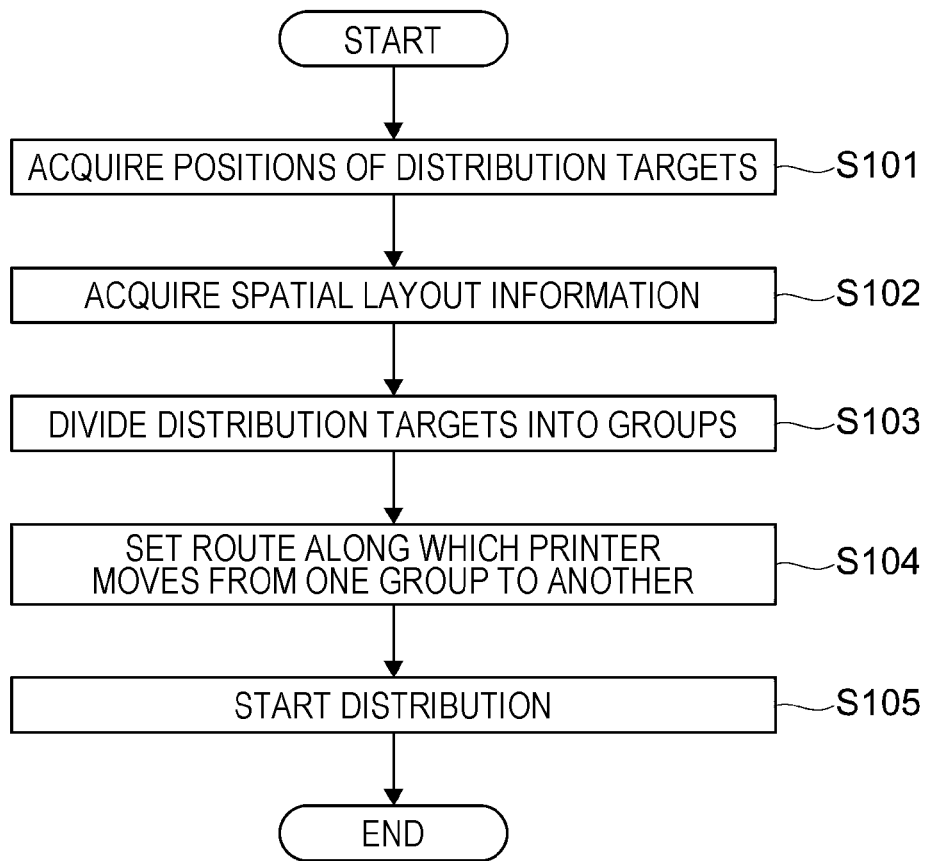 START
ACQUIRE POSITIONS OF DISTRIBUTION TARGETS
S101
ACQUIRE SPATIAL LAYOUT INFORMATION
S102
DIVIDE DISTRIBUTION TARGETS INTO GROUPS
S103
SET ROUTE ALONG WHICH PRINTER
MOVES FROM ONE GROUP TO ANOTHER
S104
START DISTRIBUTION
S105
END